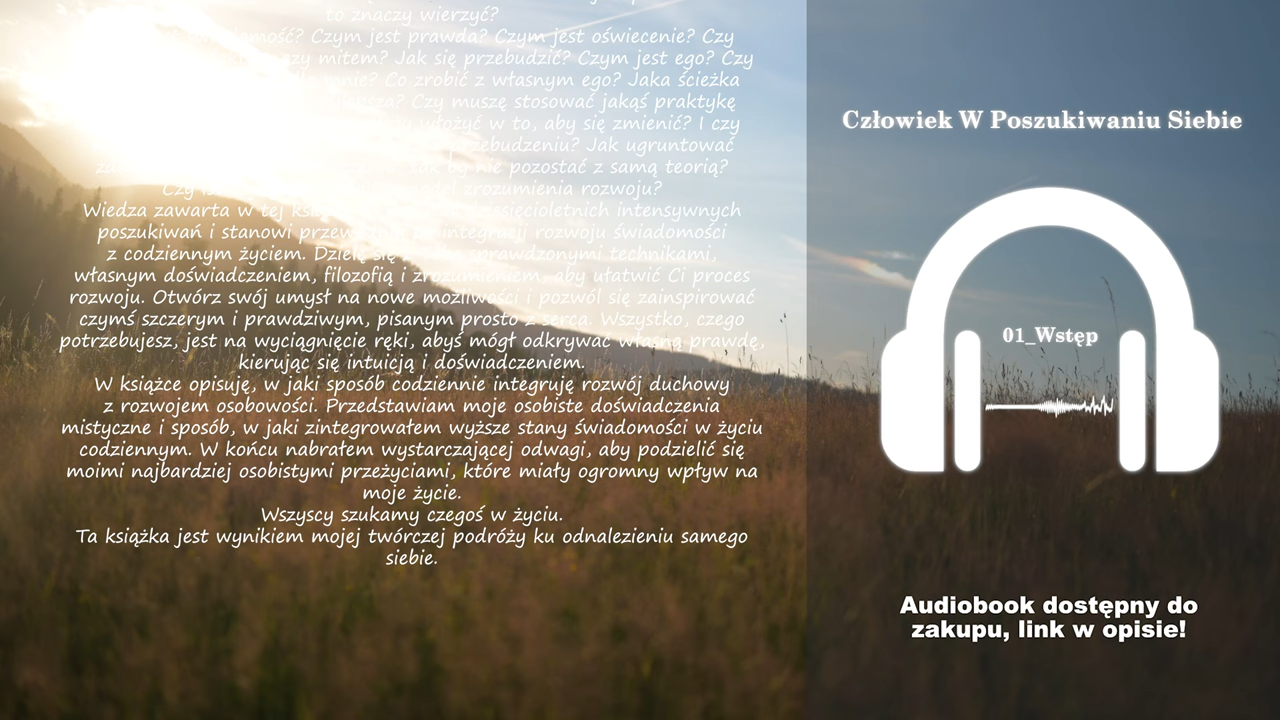 to znaczy wierzyć?
Czym jest prawda? Czym jest oświecenie? Czy
czy mitem? Jak się przebudzić? Czym jest ego? Czy
mnie? Co zrobić z własnym ego? Jaka ścieżka
Czy muszę stosować jakąś praktykę
włożyć w to, aby się zmienić? I czy
przebudzeniu? Jak ugruntować
nie pozostać z samą teorią?
Czy zrozumienia rozwoju?
Wiedza zawarta w tej intensywnych
poszukiwań i stanowi integracji rozwoju świadomości
z codziennym życiem. Dzielę się sprawdzonymi technikami,
własnym doświadczeniem, filozofią i zrozumieniem, aby ułatwić Ci proces
rozwoju. Otwórz swój umysł na nowe możliwości i pozwól się zainspirować
czymś szczerym i prawdziwym, pisanym prosto z serca. Wszystko, czego
potrzebujesz, jest na wyciągnięcie ręki, abyś mógł odkrywać własną prawdę,
kierując się intuicją i doświadczeniem.
W książce opisuję, w jaki sposób codziennie integruję rozwój duchowy
z rozwojem osobowości. Przedstawiam moje osobiste doświadczenia
mistyczne i sposób, w jaki zintegrowałem wyższe stany świadomości w życiu
codziennym. W końcu nabrałem wystarczającej odwagi, aby podzielić się
moimi najbardziej osobistymi przeżyciami, które miały ogromny wpływ na
moje życie.
Wszyscy szukamy czegoś w życiu.
Ta książka jest wynikiem mojej twórczej podróży ku odnalezieniu samego
siebie.
Człowiek W Poszukiwaniu Siebie
01_Wstęp
Audiobook dostępny do
zakupu, link w opisie!